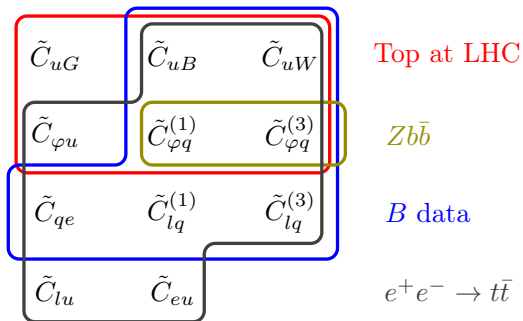 C̃_{uG} C̃_{uB} C̃_{uW} Top at LHC
C̃_{φu} C̃_{φq}^{(1)} C̃_{φq}^{(3)} Zbb̄
C̃_{qe} C̃_{lq}^{(1)} C̃_{lq}^{(3)} B data
C̃_{lu} C̃_{eu} e⁺e⁻ → tt̄